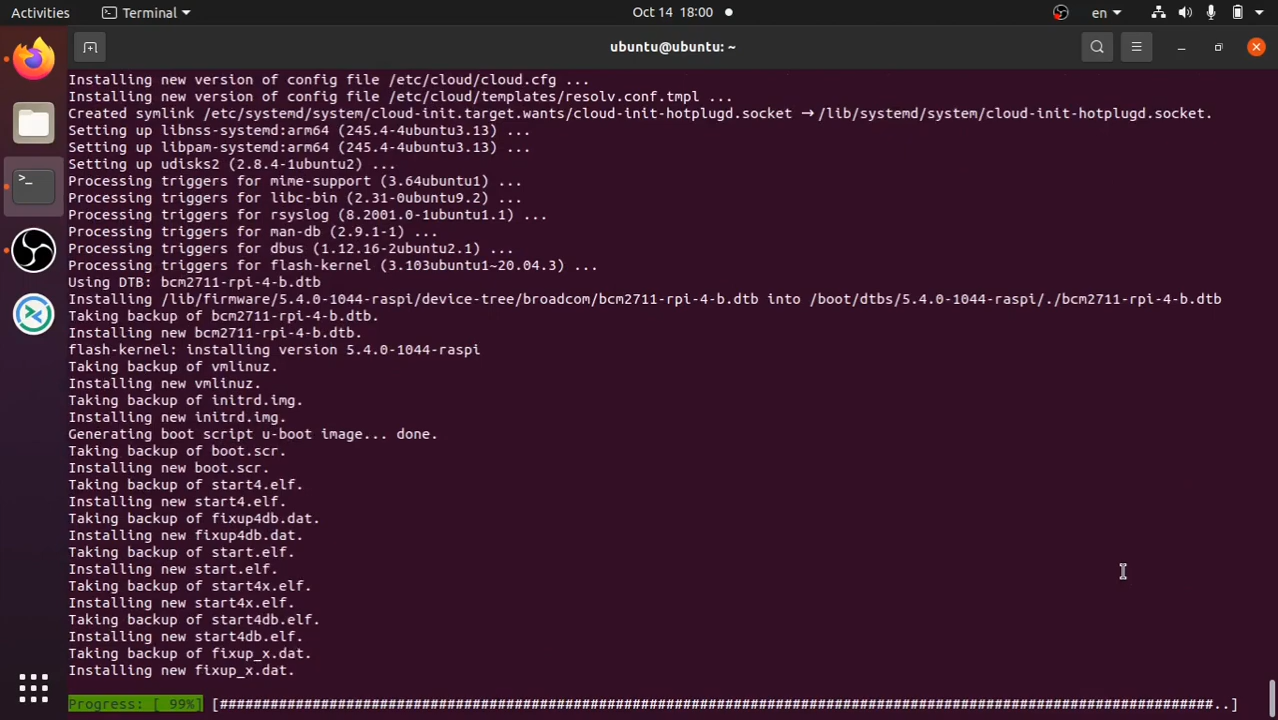 Activities Terminal Oct 14 18:00 en
ubuntu@ubuntu: ~
Installing new version of config file /etc/cloud/cloud.cfg ...
Installing new version of config file /etc/cloud/templates/resolv.conf.tmpl ...
Created symlink /etc/systemd/system/cloud-init.target.wants/cloud-init-hotplugd.socket → /lib/systemd/system/cloud-init-hotplugd.socket.
Setting up libnss-systemd:arm64 (245.4-4ubuntu3.13) ...
Setting up libpam-systemd:arm64 (245.4-4ubuntu3.13) ...
Setting up udisks2 (2.8.4-1ubuntu2) ...
Processing triggers for mime-support (3.64ubuntu1) ...
Processing triggers for libc-bin (2.31-0ubuntu9.2) ...
Processing triggers for rsyslog (8.2001.0-1ubuntu1.1) ...
Processing triggers for man-db (2.9.1-1) ...
Processing triggers for dbus (1.12.16-2ubuntu2.1) ...
Processing triggers for flash-kernel (3.103ubuntu1~20.04.3) ...
Using DTB: bcm2711-rpi-4-b.dtb
Installing /lib/firmware/5.4.0-1044-raspi/device-tree/broadcom/bcm2711-rpi-4-b.dtb into /boot/dtbs/5.4.0-1044-raspi/./bcm2711-rpi-4-b.dtb
Taking backup of bcm2711-rpi-4-b.dtb.
Installing new bcm2711-rpi-4-b.dtb.
flash-kernel: installing version 5.4.0-1044-raspi
Taking backup of vmlinuz.
Installing new vmlinuz.
Taking backup of initrd.img.
Installing new initrd.img.
Generating boot script u-boot image... done.
Taking backup of boot.scr.
Installing new boot.scr.
Taking backup of start4.elf.
Installing new start4.elf.
Taking backup of fixup4db.dat.
Installing new fixup4db.dat.
Taking backup of start.elf.
Installing new start.elf.
Taking backup of start4x.elf.
Installing new start4x.elf.
Taking backup of start4db.elf.
Installing new start4db.elf.
Taking backup of fixup_x.dat.
Installing new fixup_x.dat.
Progress: [ 99%] [######################################################################################################################..]